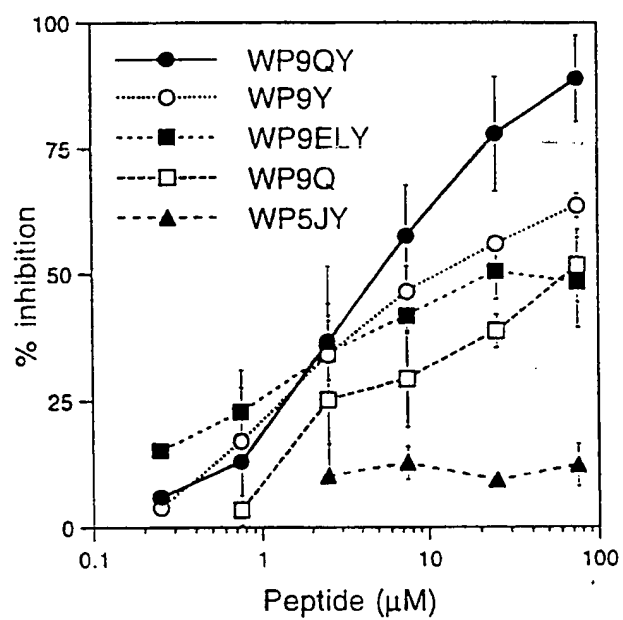 100
75
50
25
0
% inhibition
WP9QY
WP9Y
WP9ELY
WP9Q
WP5JY
0.1
1
10
100
Peptide (μM)